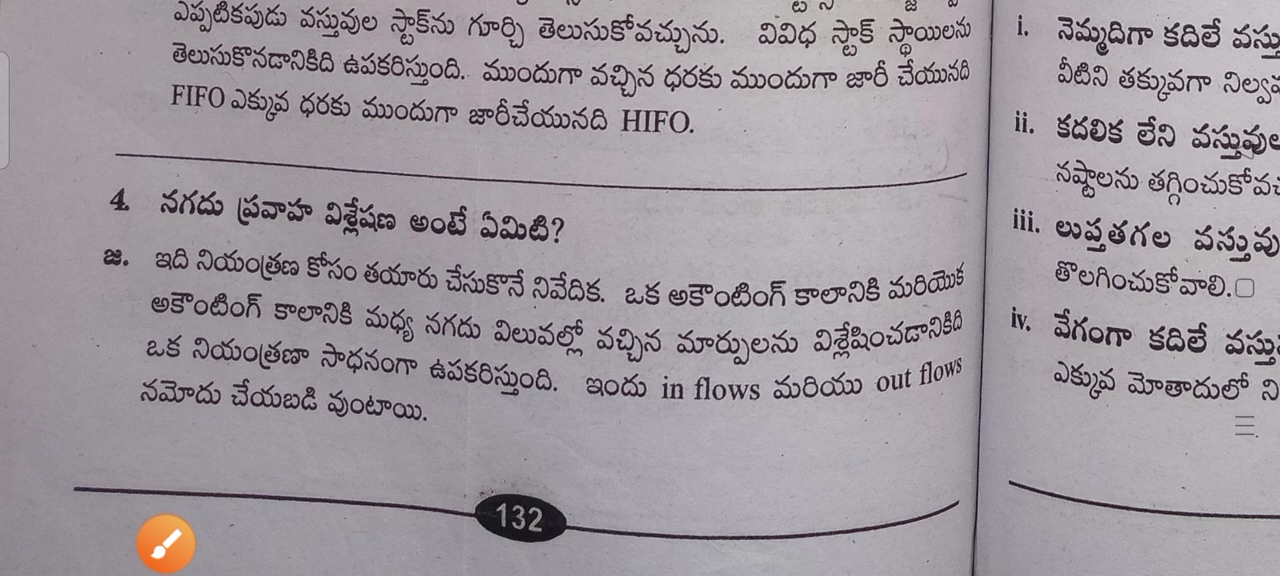 ఎప్పటికపుడు వస్తువుల స్టాక్‌ను గూర్చి తెలుసుకోవచ్చును. వివిధ స్టాక్ స్థాయిలను
తెలుసుకొనడానికిది ఉపకరిస్తుంది. ముందుగా వచ్చిన ధరకు ముందుగా జారీ చేయునది
FIFO ఎక్కువ ధరకు ముందుగా జారీచేయునది HIFO.
4. నగదు ప్రవాహ విశ్లేషణ అంటే ఏమిటి?
జ. ఇది నియంత్రణ కోసం తయారు చేసుకొనే నివేదిక. ఒక అకౌంటింగ్ కాలానికి మరియొక
అకౌంటింగ్ కాలానికి మధ్య నగదు విలువల్లో వచ్చిన మార్పులను విశ్లేషించడానికిది
ఒక నియంత్రణా సాధనంగా ఉపకరిస్తుంది. ఇందు in flows మరియు out flows
నమోదు చేయబడి వుంటాయి.
132
i. నెమ్మదిగా కదిలే
వీటిని తక్కువగా
ii. కదలిక లేని
నష్టాలను
iii. లుప్తతగల
తొలగించుకోవాలి.
iv. వేగంగా కదిలే
ఎక్కువ మోతాదులో